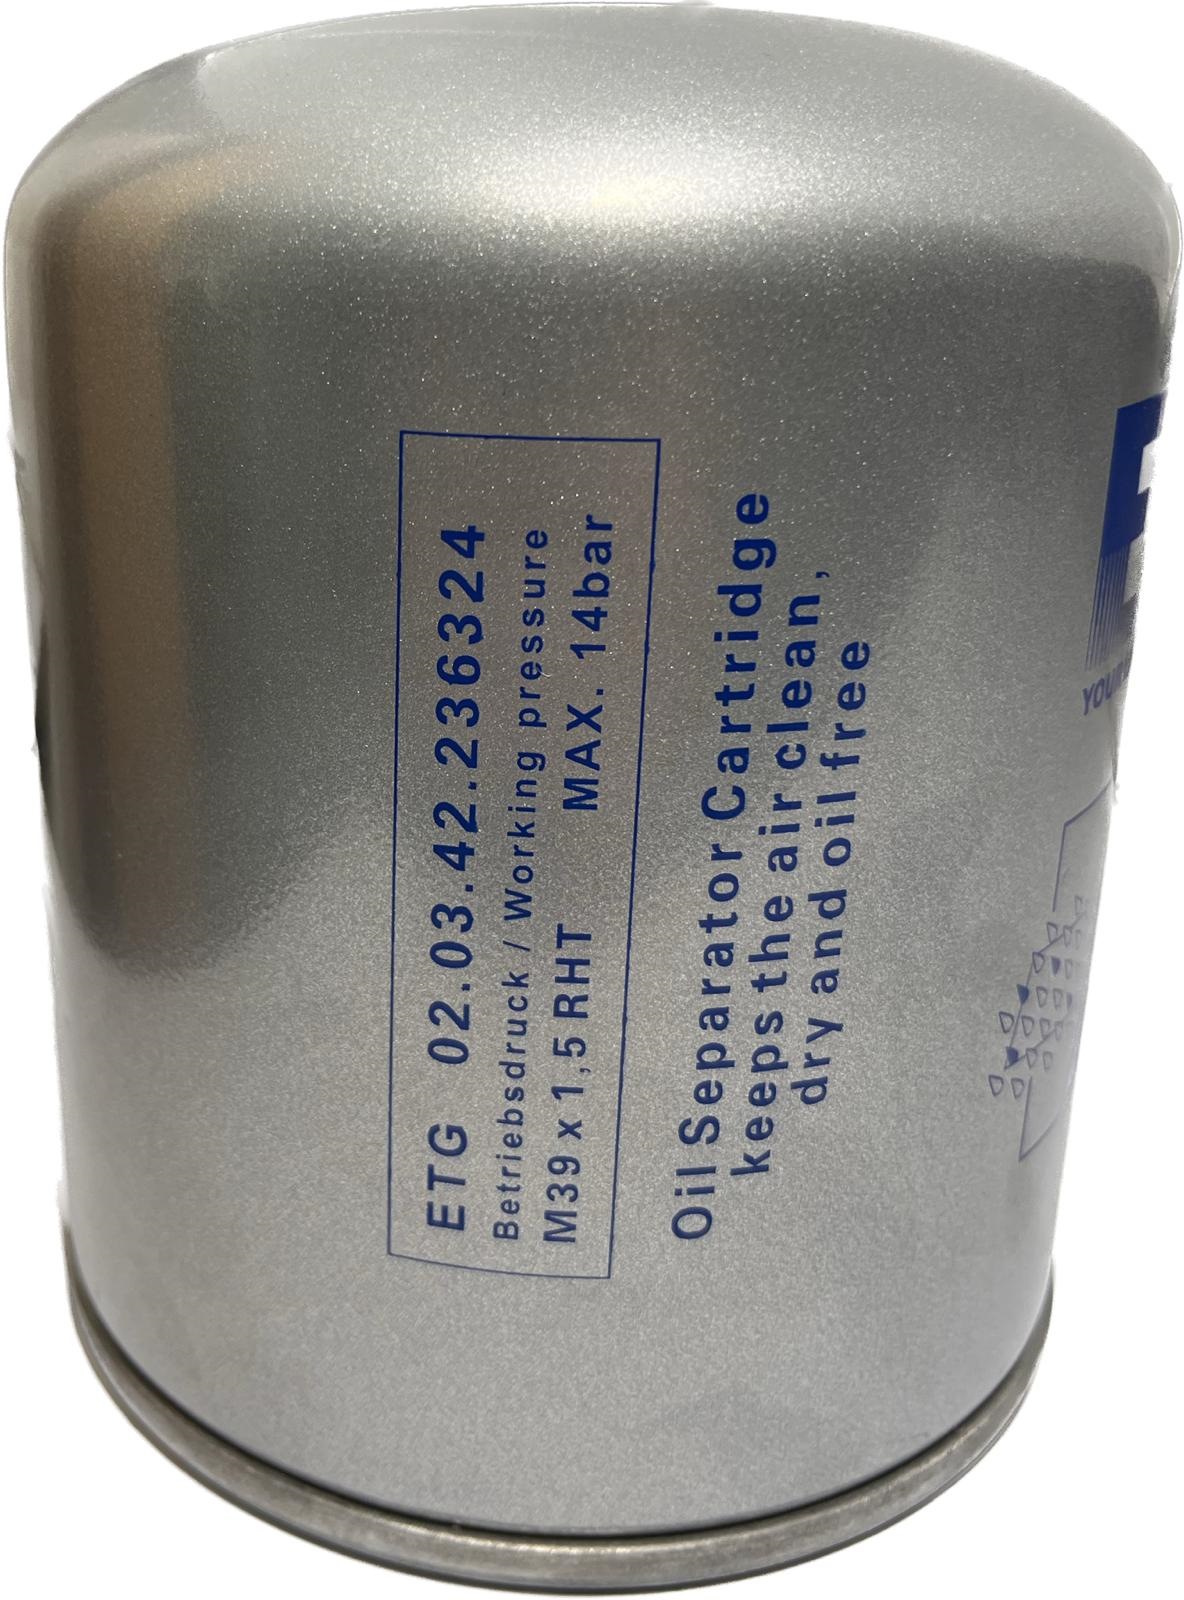 ETG 02.03.42.236324
Betriebsdruck / Working pressure
M39 x 1,5 RHT MAX. 14bar
Oil Separator Cartridge
keeps the air clean,
dry and oil free